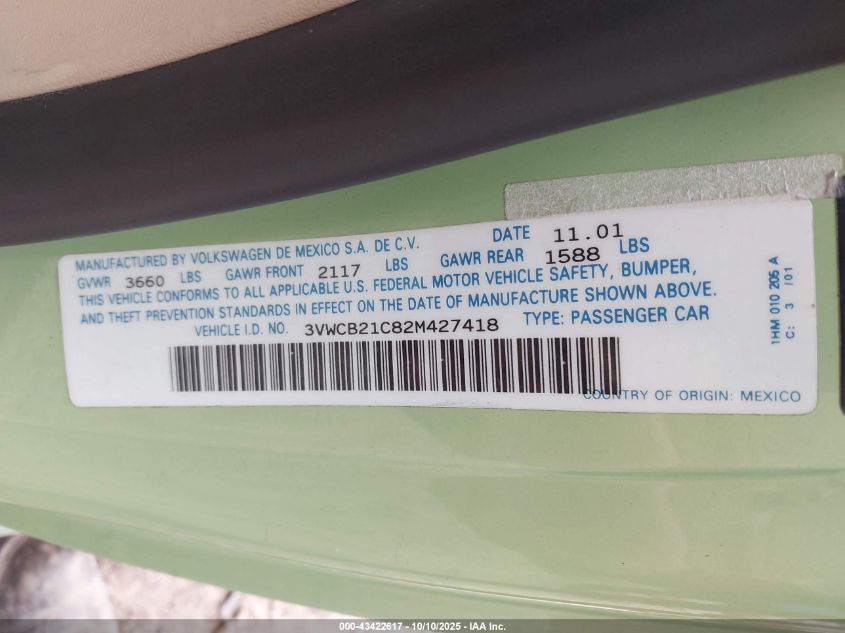 MANUFACTURED BY VOLKSWAGEN DE MEXICO S.A. DE C.V. DATE 11.01
GVWR 3660 LBS GAWR FRONT 2117 LBS GAWR REAR 1588 LBS
THIS VEHICLE CONFORMS TO ALL APPLICABLE U.S. FEDERAL MOTOR VEHICLE SAFETY, BUMPER,
AND THEFT PREVENTION STANDARDS IN EFFECT ON THE DATE OF MANUFACTURE SHOWN ABOVE.
VEHICLE I.D. NO. 3VWCB21C82M427418 TYPE: PASSENGER CAR
COUNTRY OF ORIGIN: MEXICO
1HM 010 205 A
C: 3 /01
000-43422617 - 10/10/2025 - IAA Inc.